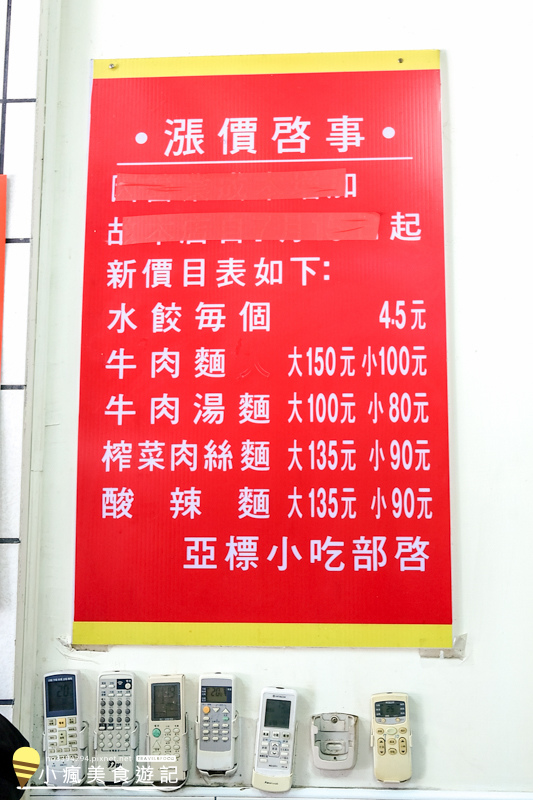 •漲價啓事•
加
故 起
新價目表如下:
水餃每個 4.5元
牛肉麵 大150元 小100元
牛肉湯麵 大100元 小80元
榨菜肉絲麵 大135元 小90元
酸辣麵 大135元 小90元
亞標小吃部啓
小瘋美食遊記